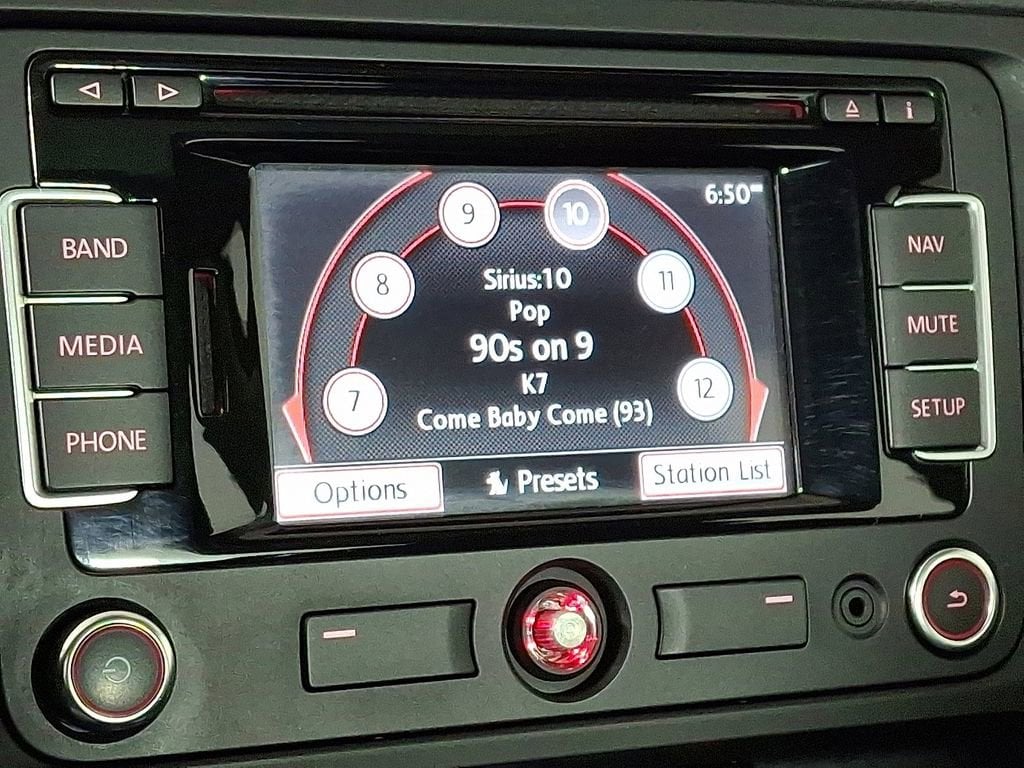 i
BAND
MEDIA
PHONE
6:50
9
10
8
11
7
12
Sirius:10
Pop
90s on 9
K7
Come Baby Come (93)
Options
Presets
Station List
NAV
MUTE
SETUP